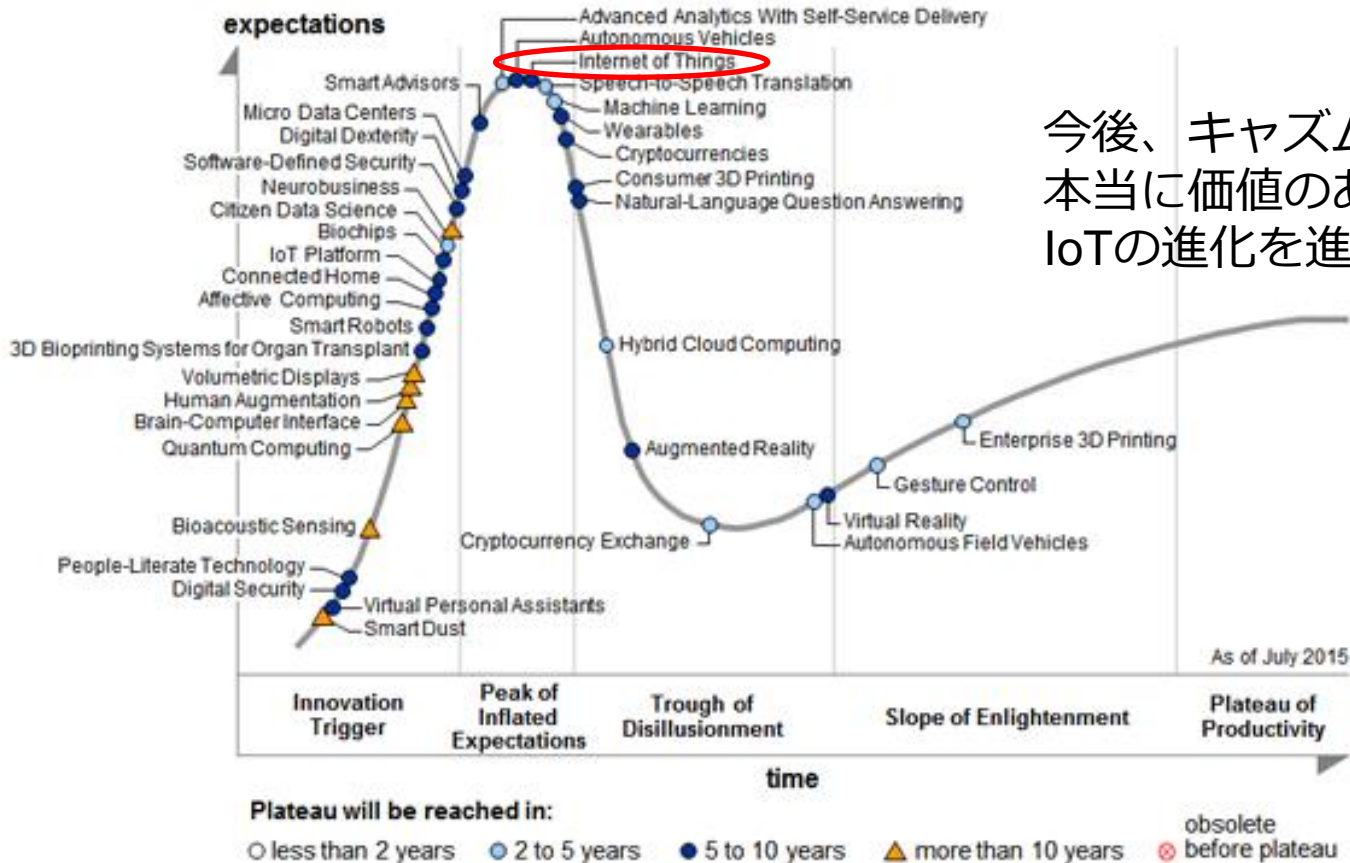 expectations
Advanced Analytics With Self-Service Delivery
Autonomous Vehicles
Internet of Things
Speech-to-Speech Translation
Machine Learning
Wearables
Cryptocurrencies
Consumer 3D Printing
Natural-Language Question Answering
Smart Advisors
Micro Data Centers
Digital Dexterity
Software-Defined Security
Neurobusiness
Citizen Data Science
Biochips
IoT Platform
Connected Home
Affective Computing
Smart Robots
3D Bioprinting Systems for Organ Transplant
Volumetric Displays
Human Augmentation
Brain-Computer Interface
Quantum Computing
Bioacoustic Sensing
People-Literate Technology
Digital Security
Virtual Personal Assistants
Smart Dust
今後、キャズム
本当に価値のあ
IoTの進化を進
Hybrid Cloud Computing
Augmented Reality
Cryptocurrency Exchange
Enterprise 3D Printing
Gesture Control
Virtual Reality
Autonomous Field Vehicles
As of July 2015
Innovation
Trigger
Peak of
Inflated
Expectations
Trough of
Disillusionment
Slope of Enlightenment
Plateau of
Productivity
time
Plateau will be reached in:
less than 2 years
2 to 5 years
5 to 10 years
more than 10 years
obsolete
before plateau